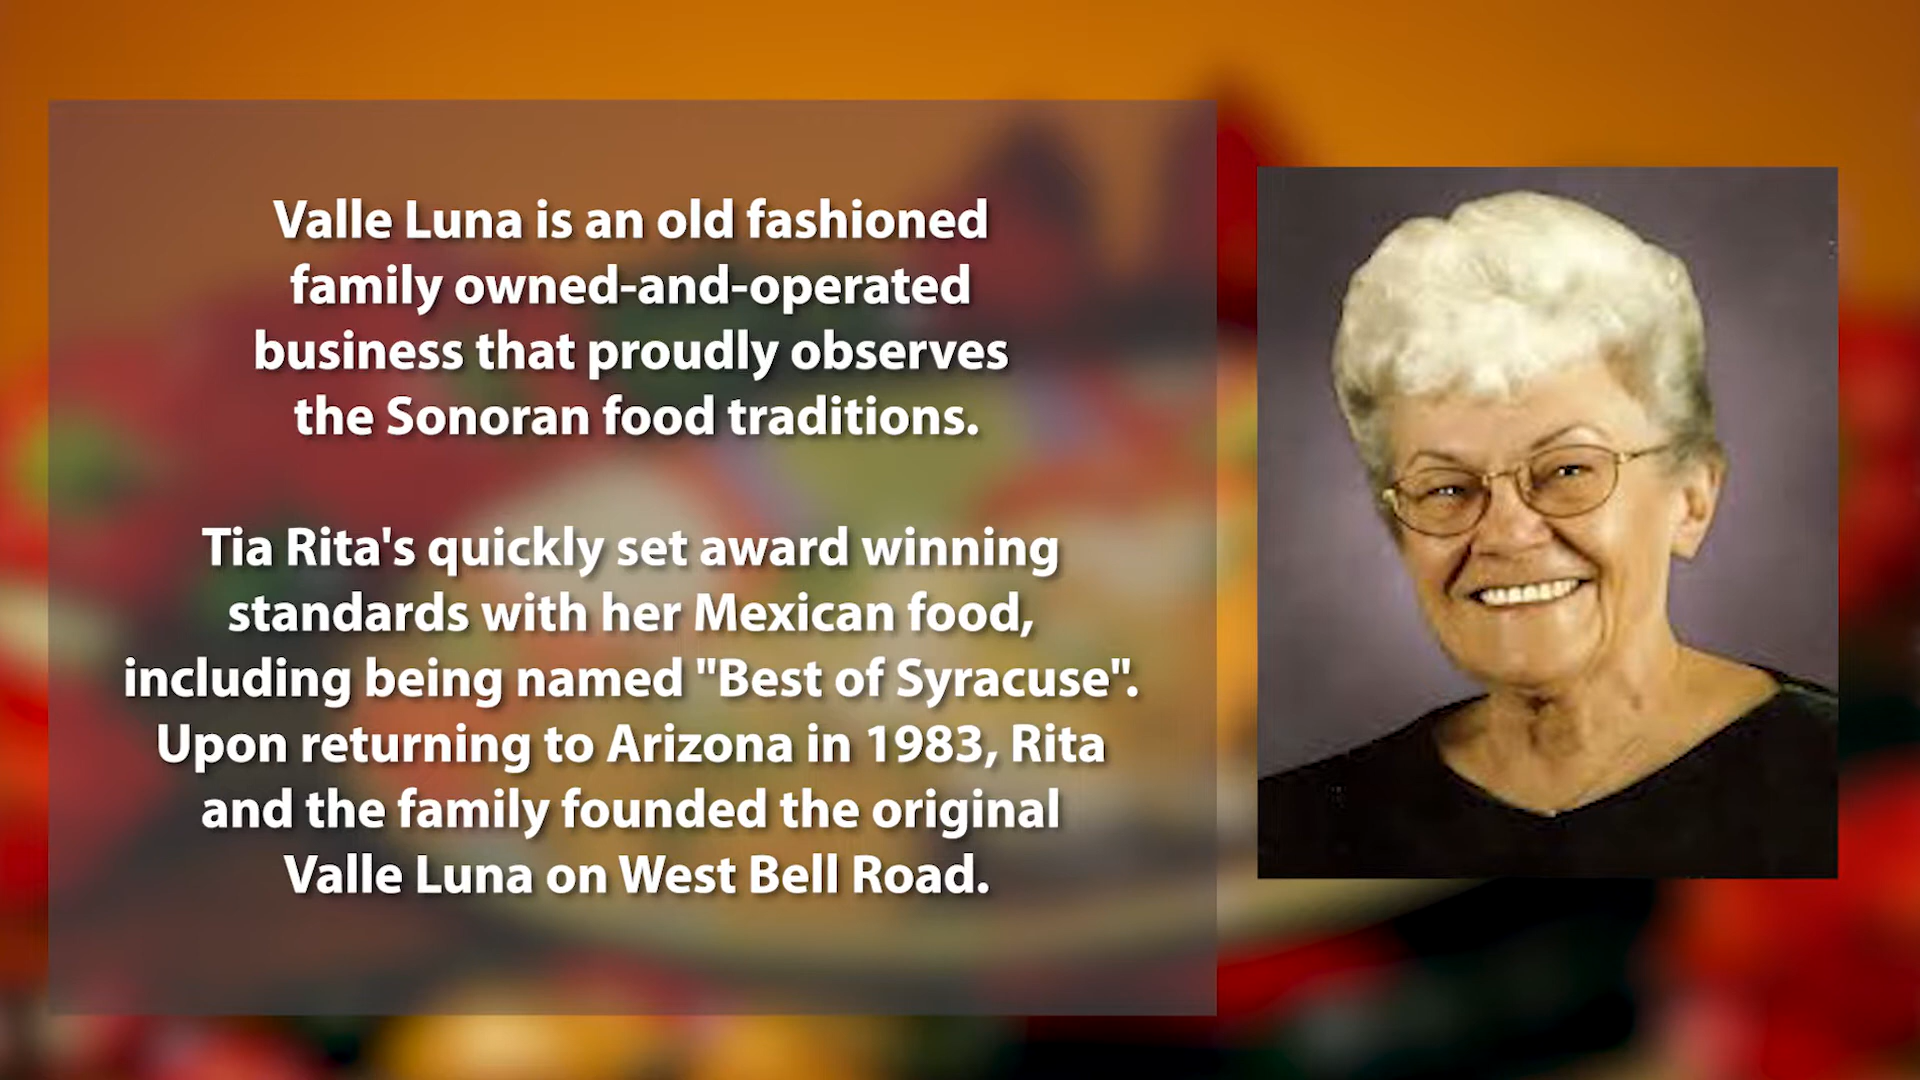 Valle Luna is an old fashioned
family owned-and-operated
business that proudly observes
the Sonoran food traditions.
Tia Rita's quickly set award winning
standards with her Mexican food,
including being named "Best of Syracuse".
Upon returning to Arizona in 1983, Rita
and the family founded the original
Valle Luna on West Bell Road.